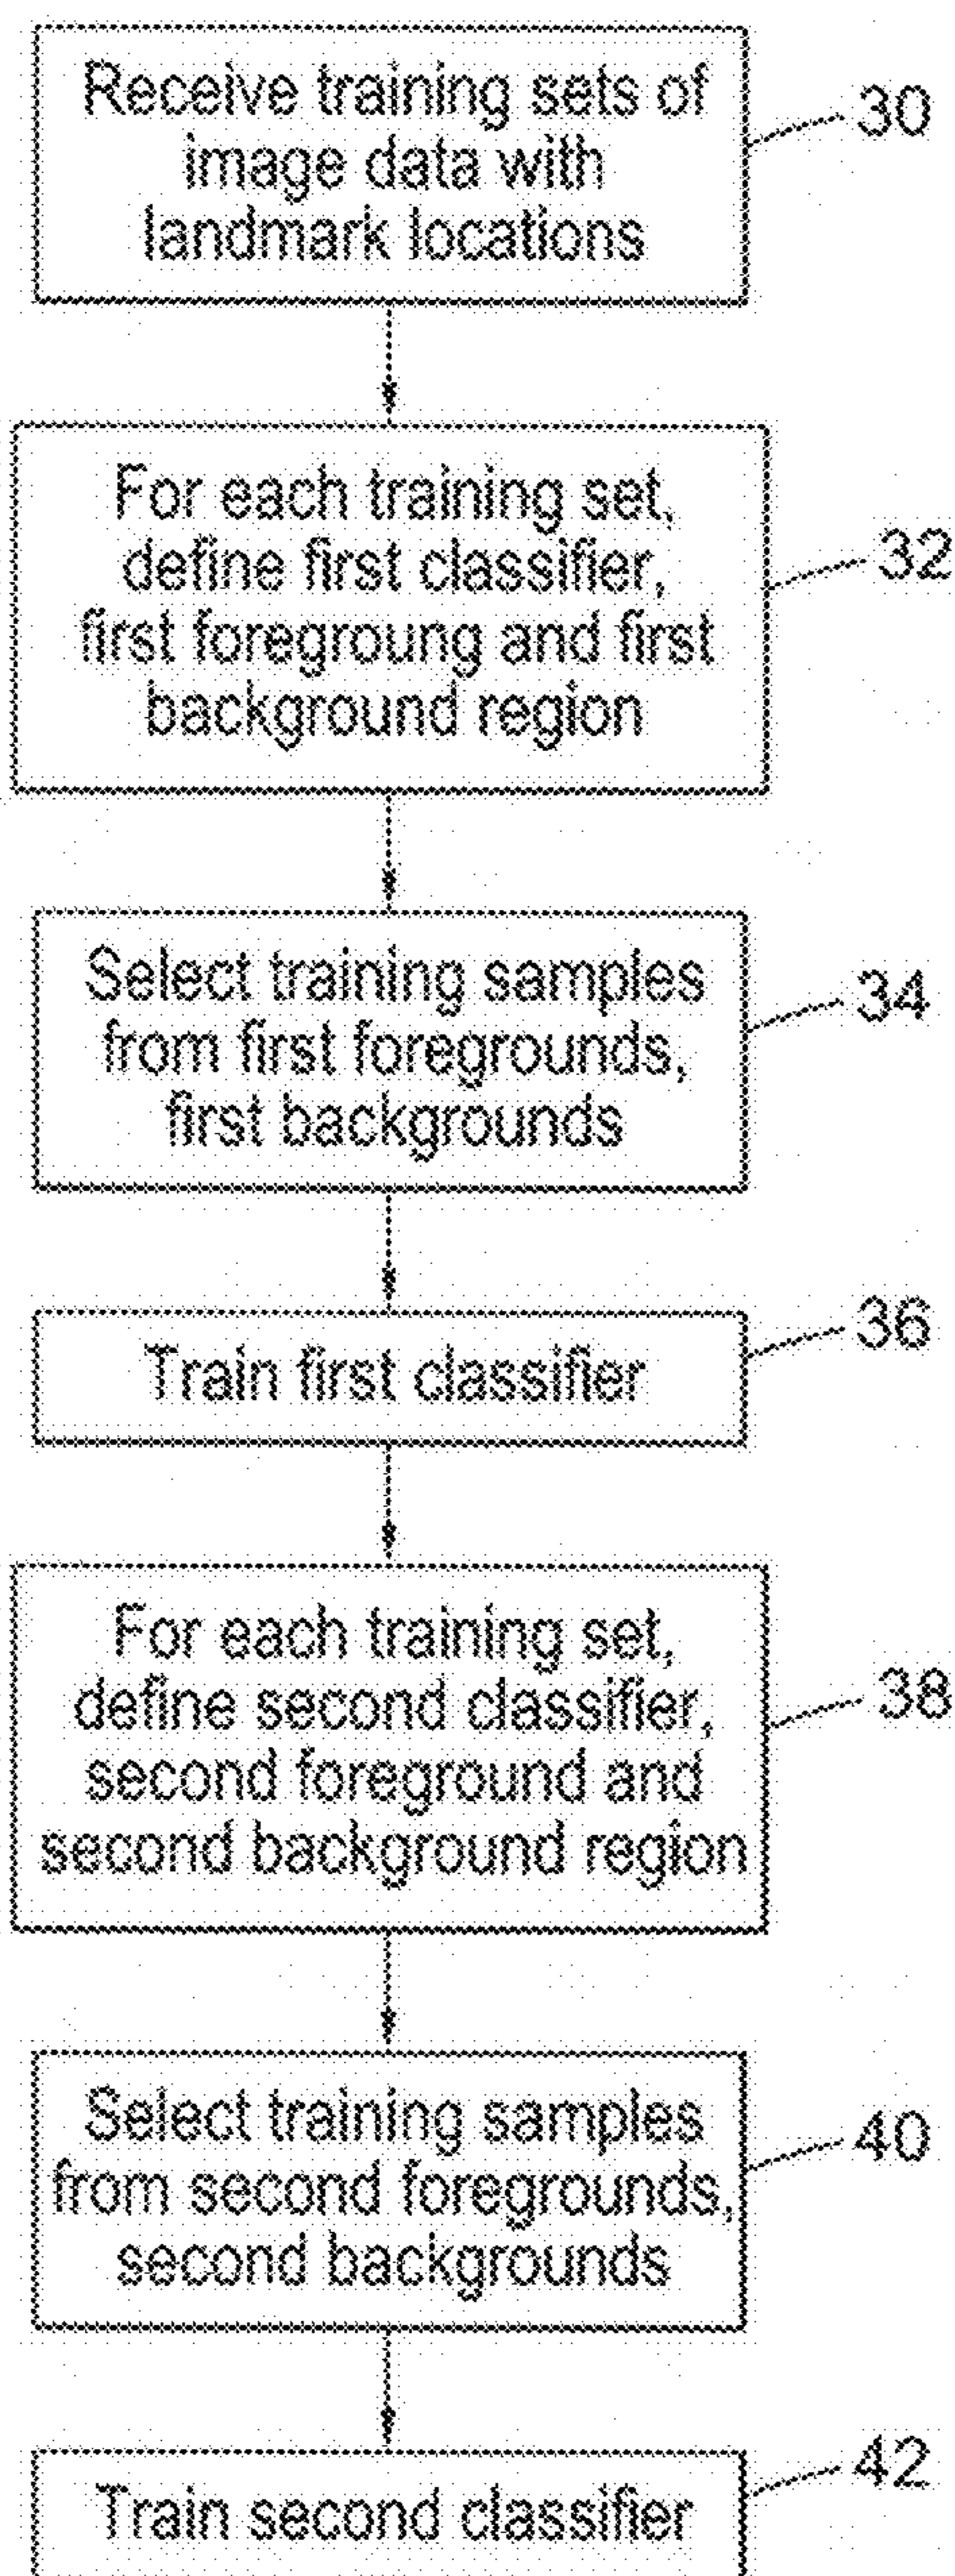 Receive training sets of
image data with
landmark locations
30
For each training set,
define first classifier,
first foregroung and first
background region
32
Select training samples
from first foregrounds,
first backgrounds
34
Train first classifier
36
For each training set,
define second classifier,
second foreground and
second background region
38
Select training samples
from second foregrounds,
second backgrounds
40
Train second classifier
42